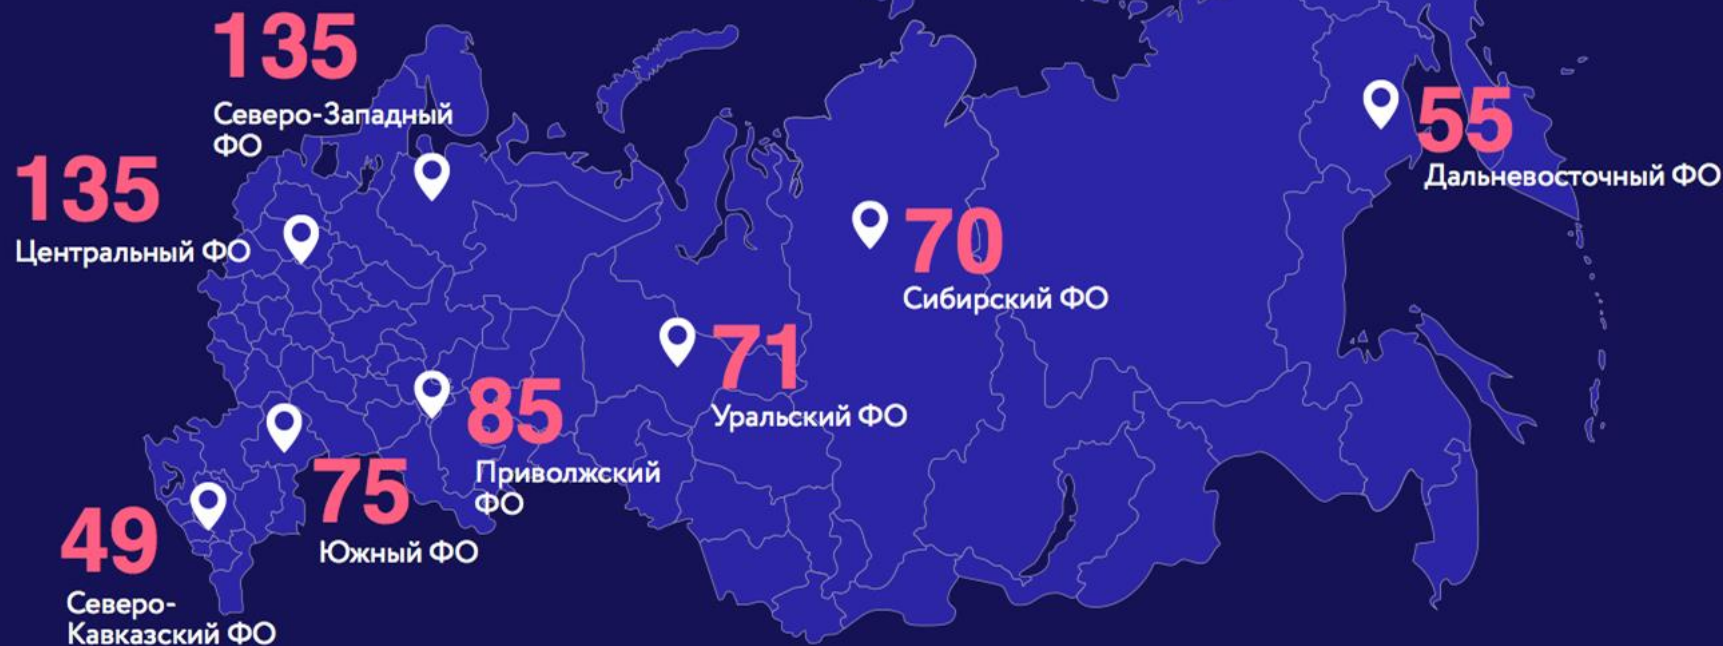 135
Северо-Западный
ФО
135
Центральный ФО
55
Дальневосточный ФО
70
Сибирский ФО
71
Уральский ФО
85
Приволжский
ФО
75
Южный ФО
49
Северо-
Кавказский ФО